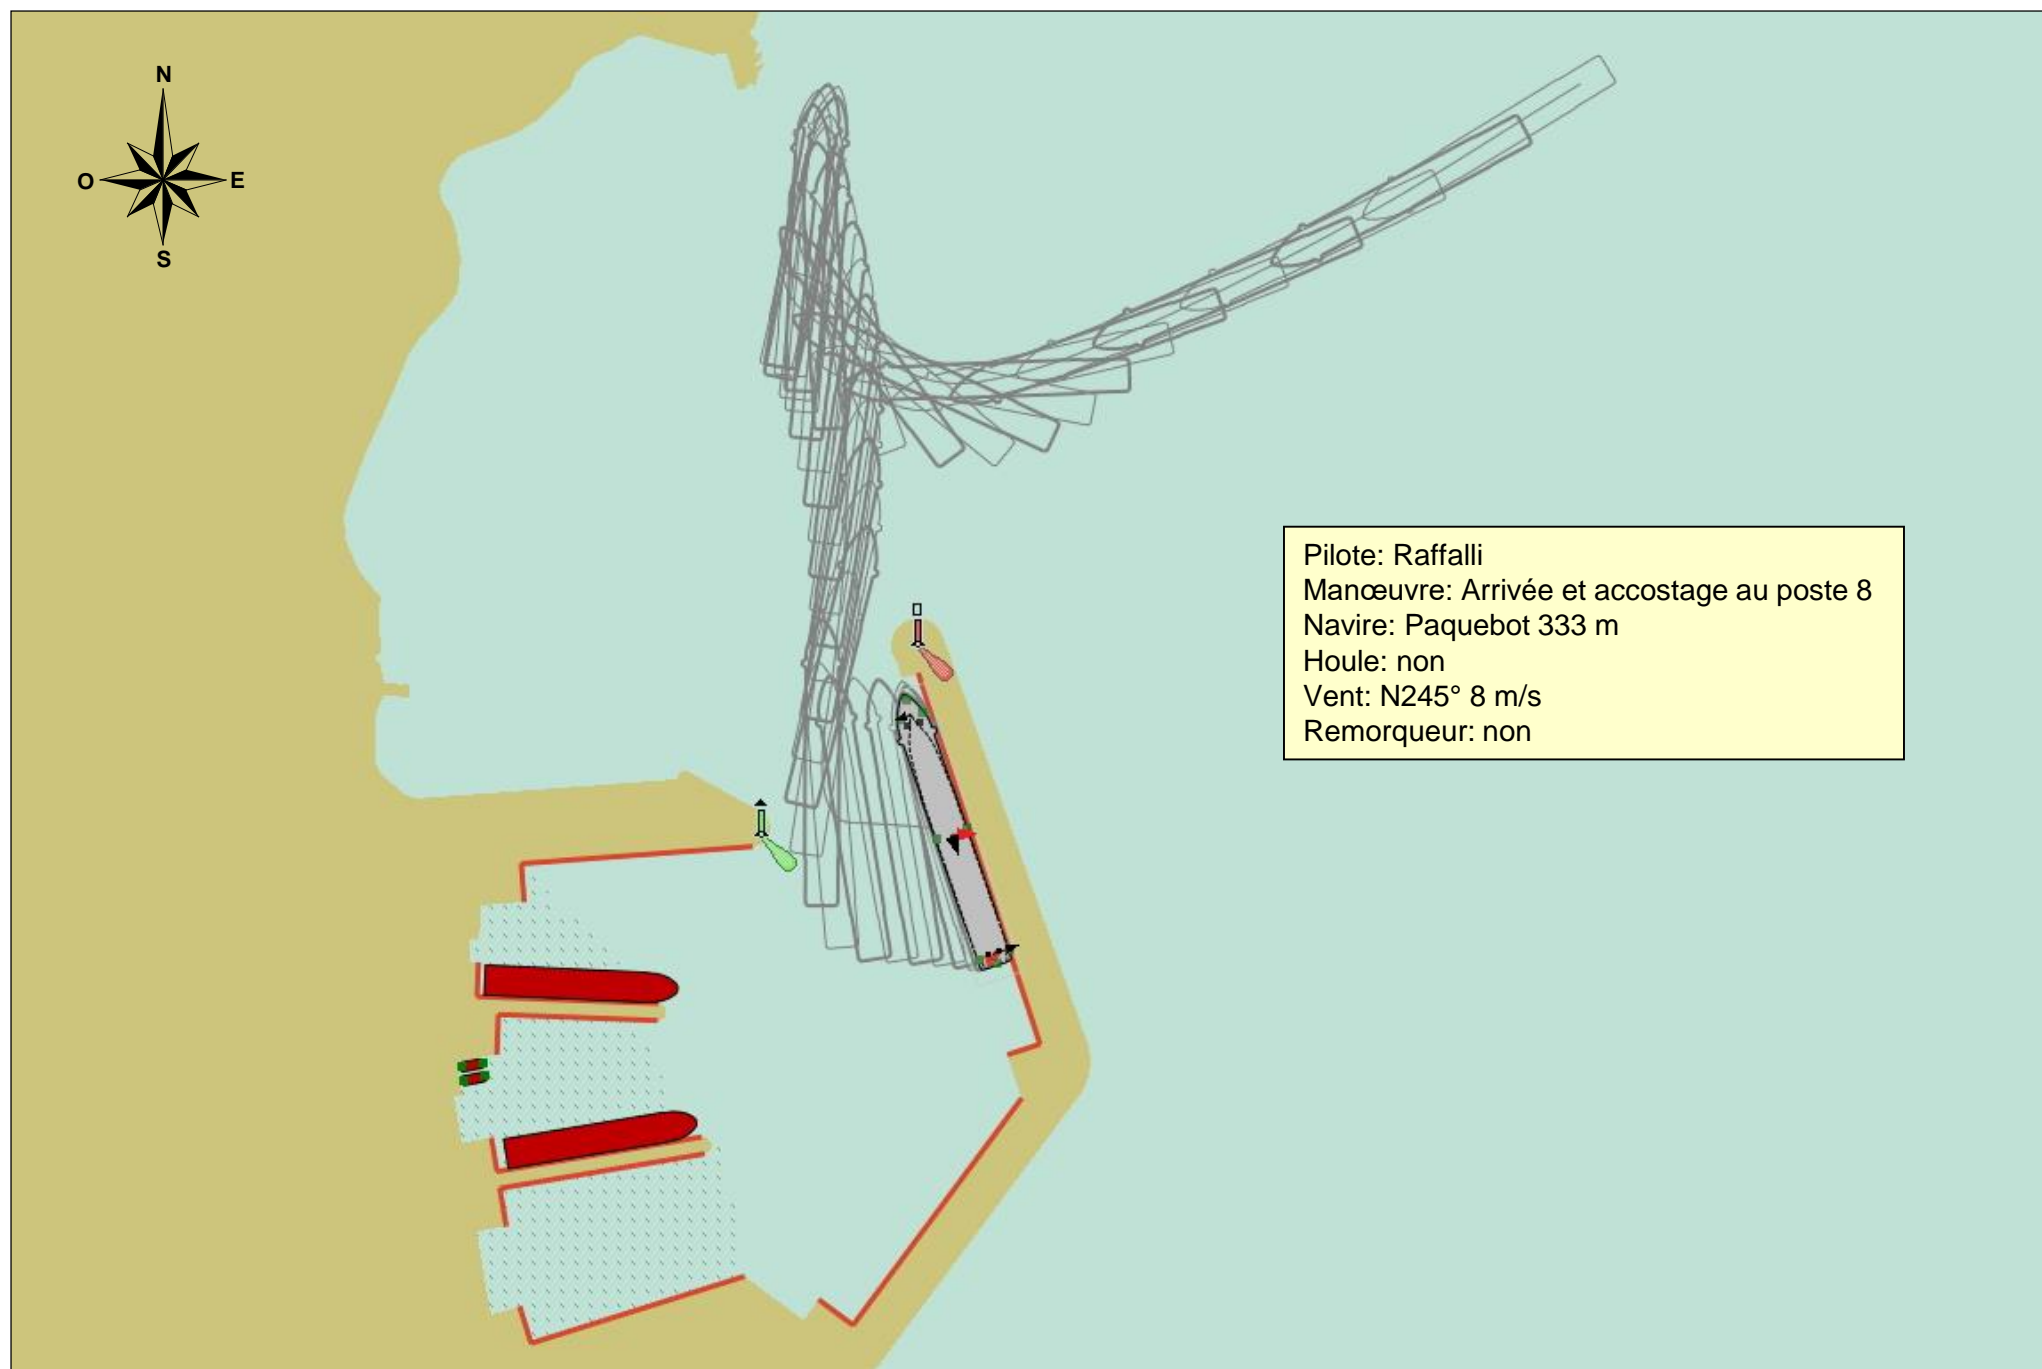 N
O
E
S
Pilote: Raffalli
Manœuvre: Arrivée et accostage au poste 8
Navire: Paquebot 333 m
Houle: non
Vent: N245° 8 m/s
Remorqueur: non